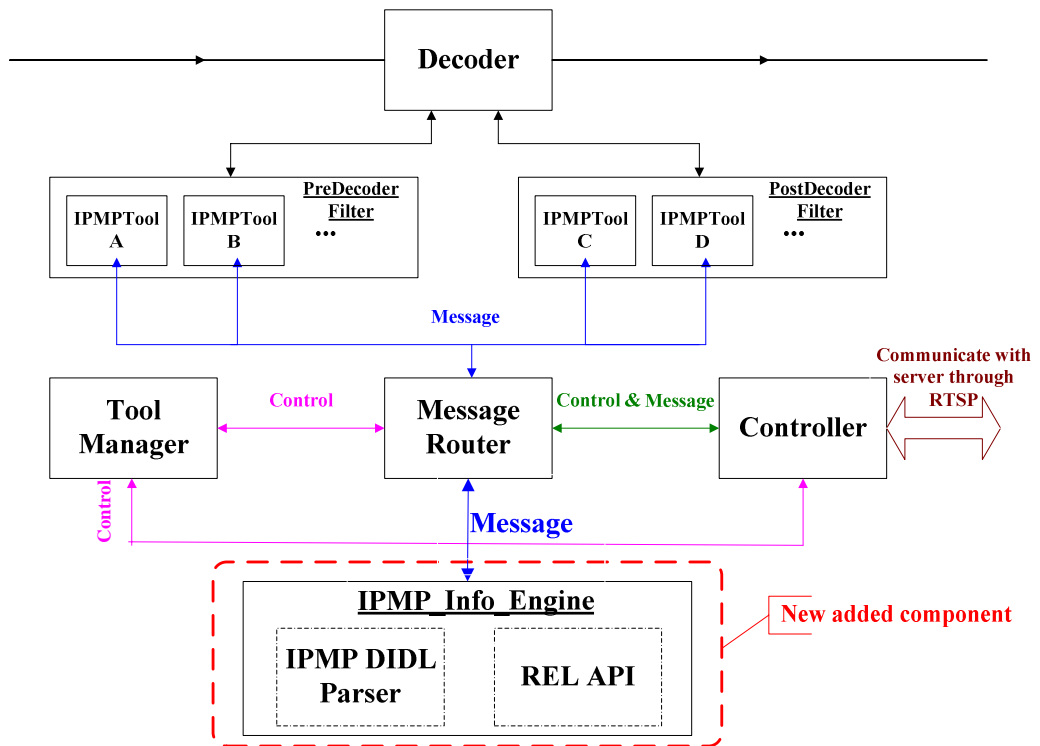 Decoder
PreDecoder
Filter
IPMPTool
A
IPMPTool
B
...
PostDecoder
Filter
IPMPTool
C
IPMPTool
D
...
Message
Communicate with
server through
RTSP
Tool
Manager
Control
Message
Router
Control & Message
Controller
Control
Message
IPMP_Info_Engine
IPMP DIDL
Parser
REL API
New added component